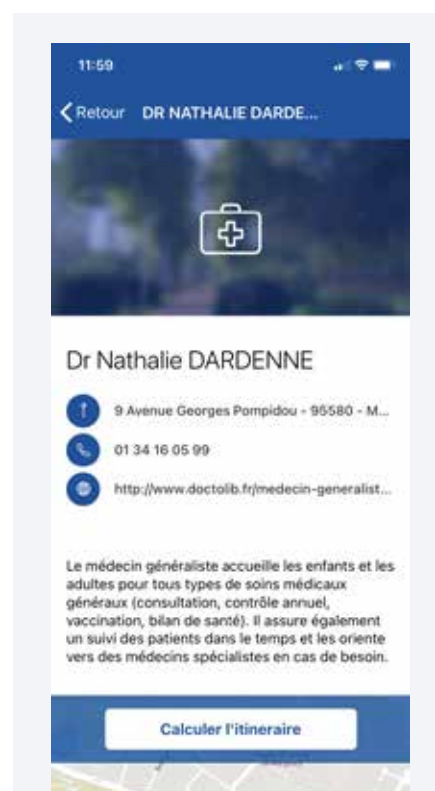 11:59
Retour DR NATHALIE DARDE...
Dr Nathalie DARDENNE
9 Avenue Georges Pompidou - 95580 - M...
01 34 16 05 99
http://www.doctolib.fr/medecin-generalist...
Le médecin généraliste accueille les enfants et les
adultes pour tous types de soins médicaux
généraux (consultation, contrôle annuel,
vaccination, bilan de santé). Il assure également
un suivi des patients dans le temps et les oriente
vers des médecins spécialistes en cas de besoin.
Calculer l'itineraire